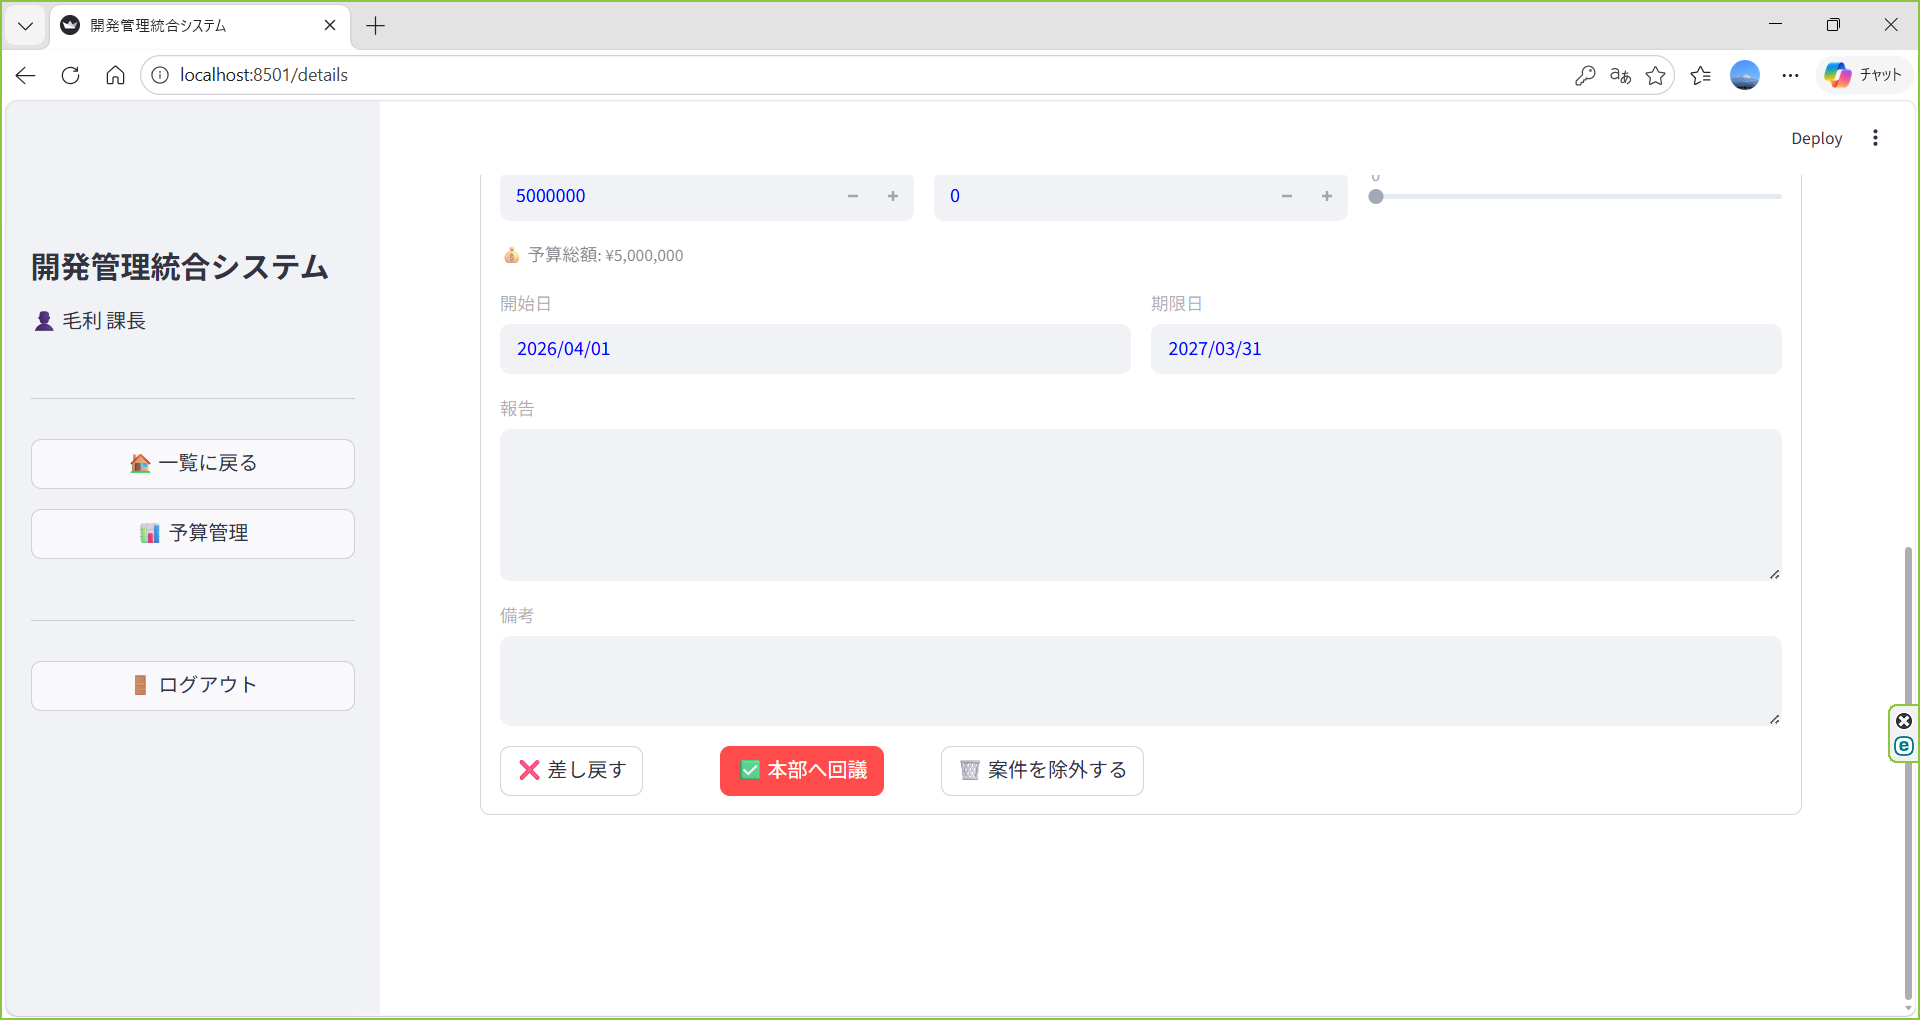 開発管理統合システム
localhost:8501/details
チャット
Deploy
開発管理統合システム
毛利 課長
一覧に戻る
予算管理
ログアウト
5000000
0
0
予算総額: ¥5,000,000
開始日
期限日
2026/04/01
2027/03/31
報告
備考
差し戻す
本部へ回議
案件を除外する